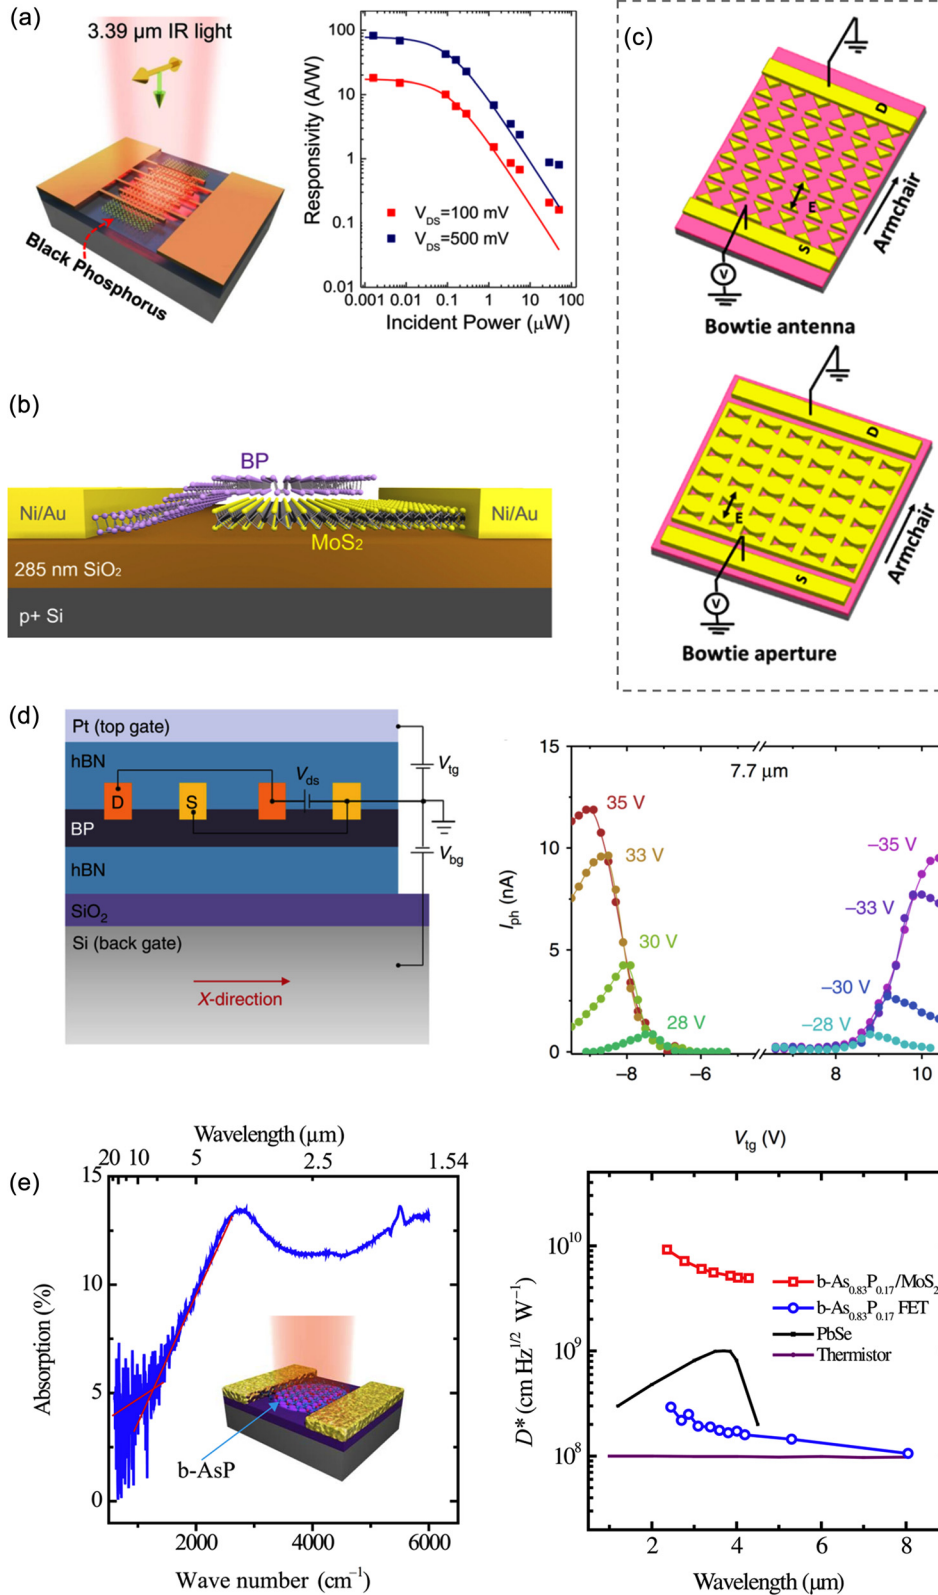 (a)
3.39 μm IR light
Black Phosphorus
Responsivity (A/W)
100
10
1
0.1
0.01
V_DS=100 mV
V_DS=500 mV
0.001 0.01 0.1 1 10 100
Incident Power (μW)
(b)
BP
Ni/Au
Ni/Au
MoS₂
285 nm SiO₂
p+ Si
(c)
D
E
S
V
Armchair
Bowtie antenna
D
E
S
V
Armchair
Bowtie aperture
(d)
Pt (top gate)
hBN
V_tg
V_ds
D
S
BP
V_bg
hBN
SiO₂
Si (back gate)
X-direction
15
10
5
0
I_ph (nA)
7.7 μm
35 V
33 V
30 V
28 V
−35 V
−33 V
−30 V
−28 V
−8 −6 8 10
V_tg (V)
(e)
Wavelength (μm)
20 10 5 2.5 1.54
15
10
5
0
Absorption (%)
b-AsP
2000 4000 6000
Wave number (cm⁻¹)
D* (cm Hz^1/2 W⁻¹)
10¹⁰
10⁹
10⁸
b-As₀.₈₃P₀.₁₇/MoS₂
b-As₀.₈₃P₀.₁₇ FET
PbSe
Thermistor
2 4 6 8
Wavelength (μm)